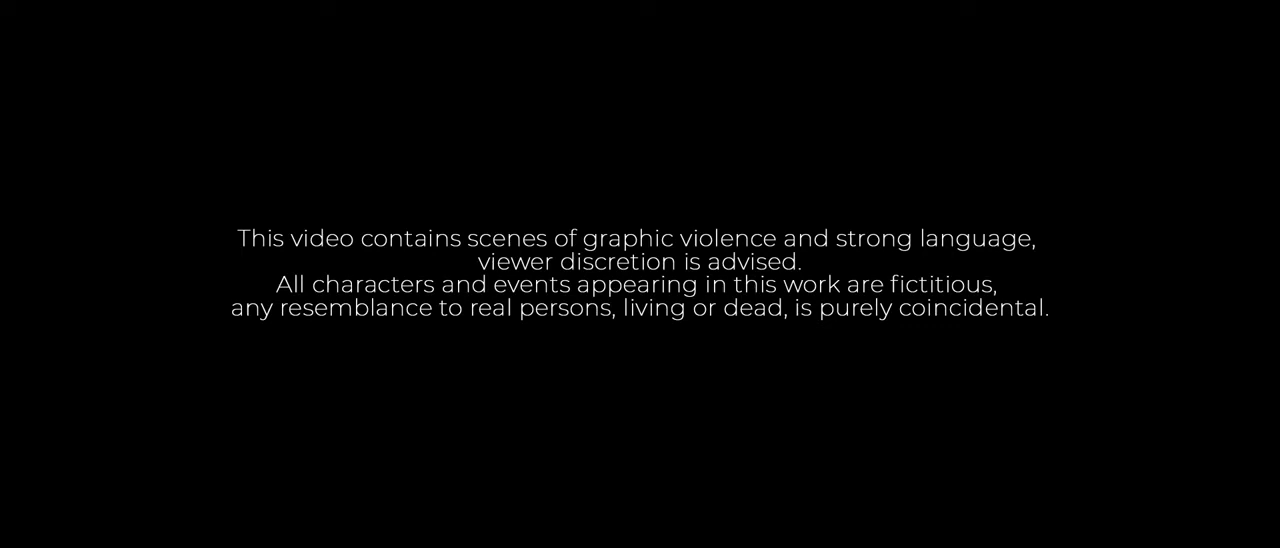 This video contains scenes of graphic violence and strong language,
viewer discretion is advised.
All characters and events appearing in this work are fictitious,
any resemblance to real persons, living or dead, is purely coincidental.